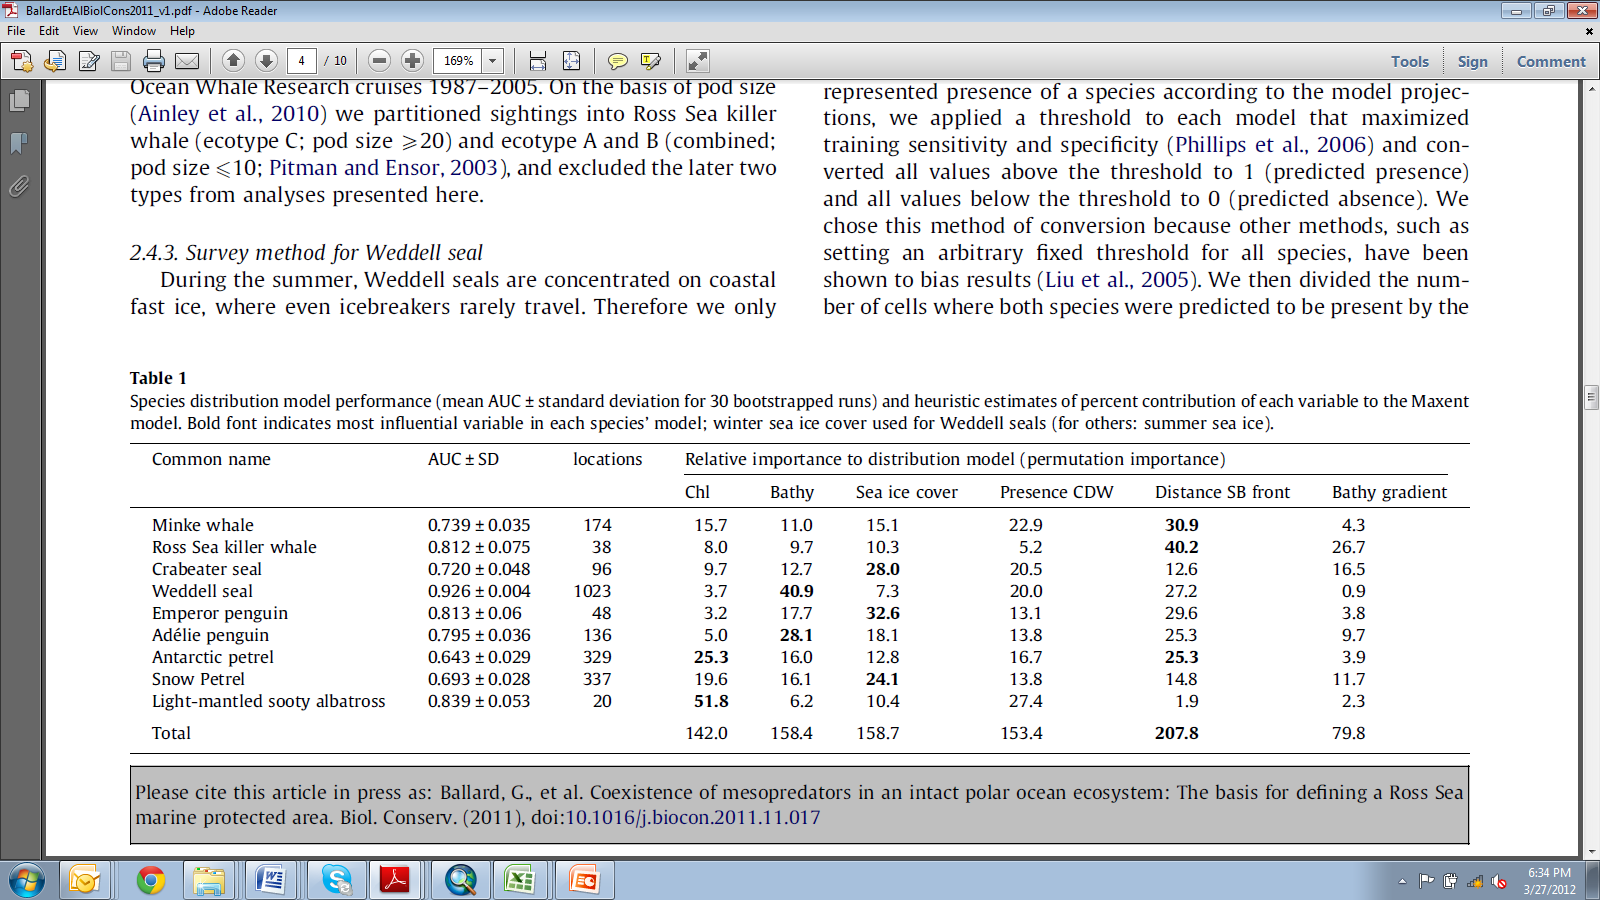 BallardEtAlBiolCons2011_v1.pdf - Adobe Reader
File Edit View Window Help
4 / 10 169% Tools Sign Comment
Ocean Whale Research cruises 1987–2005. On the basis of pod size
(Ainley et al., 2010) we partitioned sightings into Ross Sea killer
whale (ecotype C; pod size ⩾20) and ecotype A and B (combined;
pod size ⩽10; Pitman and Ensor, 2003), and excluded the later two
types from analyses presented here.
2.4.3. Survey method for Weddell seal
During the summer, Weddell seals are concentrated on coastal
fast ice, where even icebreakers rarely travel. Therefore we only
represented presence of a species according to the model projec-
tions, we applied a threshold to each model that maximized
training sensitivity and specificity (Phillips et al., 2006) and con-
verted all values above the threshold to 1 (predicted presence)
and all values below the threshold to 0 (predicted absence). We
chose this method of conversion because other methods, such as
setting an arbitrary fixed threshold for all species, have been
shown to bias results (Liu et al., 2005). We then divided the num-
ber of cells where both species were predicted to be present by the
Table 1
Species distribution model performance (mean AUC ± standard deviation for 30 bootstrapped runs) and heuristic estimates of percent contribution of each variable to the Maxent
model. Bold font indicates most influential variable in each species' model; winter sea ice cover used for Weddell seals (for others: summer sea ice).
Common name AUC ± SD locations Relative importance to distribution model (permutation importance)
Chl Bathy Sea ice cover Presence CDW Distance SB front Bathy gradient
Minke whale 0.739 ± 0.035 174 15.7 11.0 15.1 22.9 30.9 4.3
Ross Sea killer whale 0.812 ± 0.075 38 8.0 9.7 10.3 5.2 40.2 26.7
Crabeater seal 0.720 ± 0.048 96 9.7 12.7 28.0 20.5 12.6 16.5
Weddell seal 0.926 ± 0.004 1023 3.7 40.9 7.3 20.0 27.2 0.9
Emperor penguin 0.813 ± 0.06 48 3.2 17.7 32.6 13.1 29.6 3.8
Adélie penguin 0.795 ± 0.036 136 5.0 28.1 18.1 13.8 25.3 9.7
Antarctic petrel 0.643 ± 0.029 329 25.3 16.0 12.8 16.7 25.3 3.9
Snow Petrel 0.693 ± 0.028 337 19.6 16.1 24.1 13.8 14.8 11.7
Light-mantled sooty albatross 0.839 ± 0.053 20 51.8 6.2 10.4 27.4 1.9 2.3
Total 142.0 158.4 158.7 153.4 207.8 79.8
Please cite this article in press as: Ballard, G., et al. Coexistence of mesopredators in an intact polar ocean ecosystem: The basis for defining a Ross Sea
marine protected area. Biol. Conserv. (2011), doi:10.1016/j.biocon.2011.11.017
6:34 PM
3/27/2012